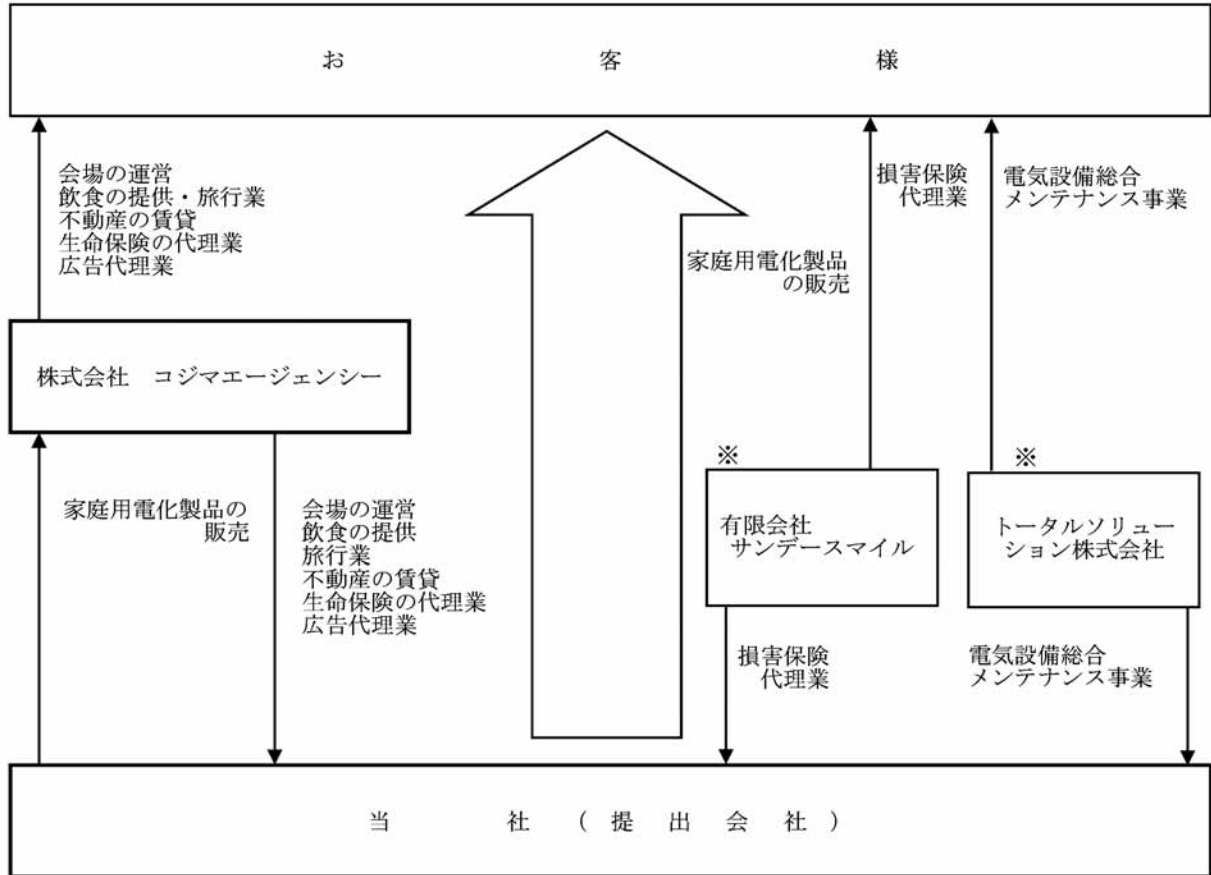 お客様
会場の運営
飲食の提供・旅行業
不動産の賃貸
生命保険の代理業
広告代理業
家庭用電化製品
の販売
損害保険
代理業
電気設備総合
メンテナンス事業
株式会社　コジマエージェンシー
家庭用電化製品の
販売
会場の運営
飲食の提供
旅行業
不動産の賃貸
生命保険の代理業
広告代理業
※
有限会社
サンデースマイル
※
トータルソリュー
ション株式会社
損害保険
代理業
電気設備総合
メンテナンス事業
当社(提出会社)